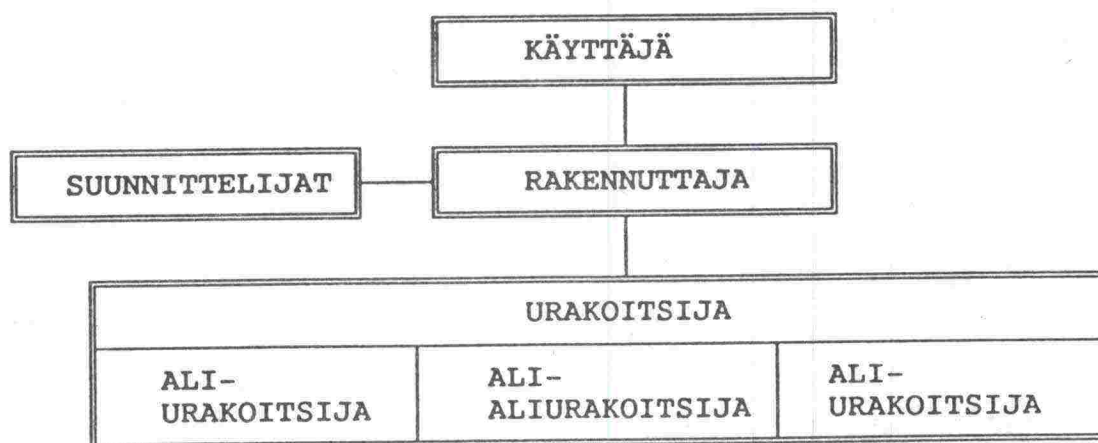 KÄYTTÄJÄ
SUUNNITTELIJAT
RAKENNUTTAJA
URAKOITSIJA
ALI-
URAKOITSIJA
ALI-
ALIURAKOITSIJA
ALI-
URAKOITSIJA